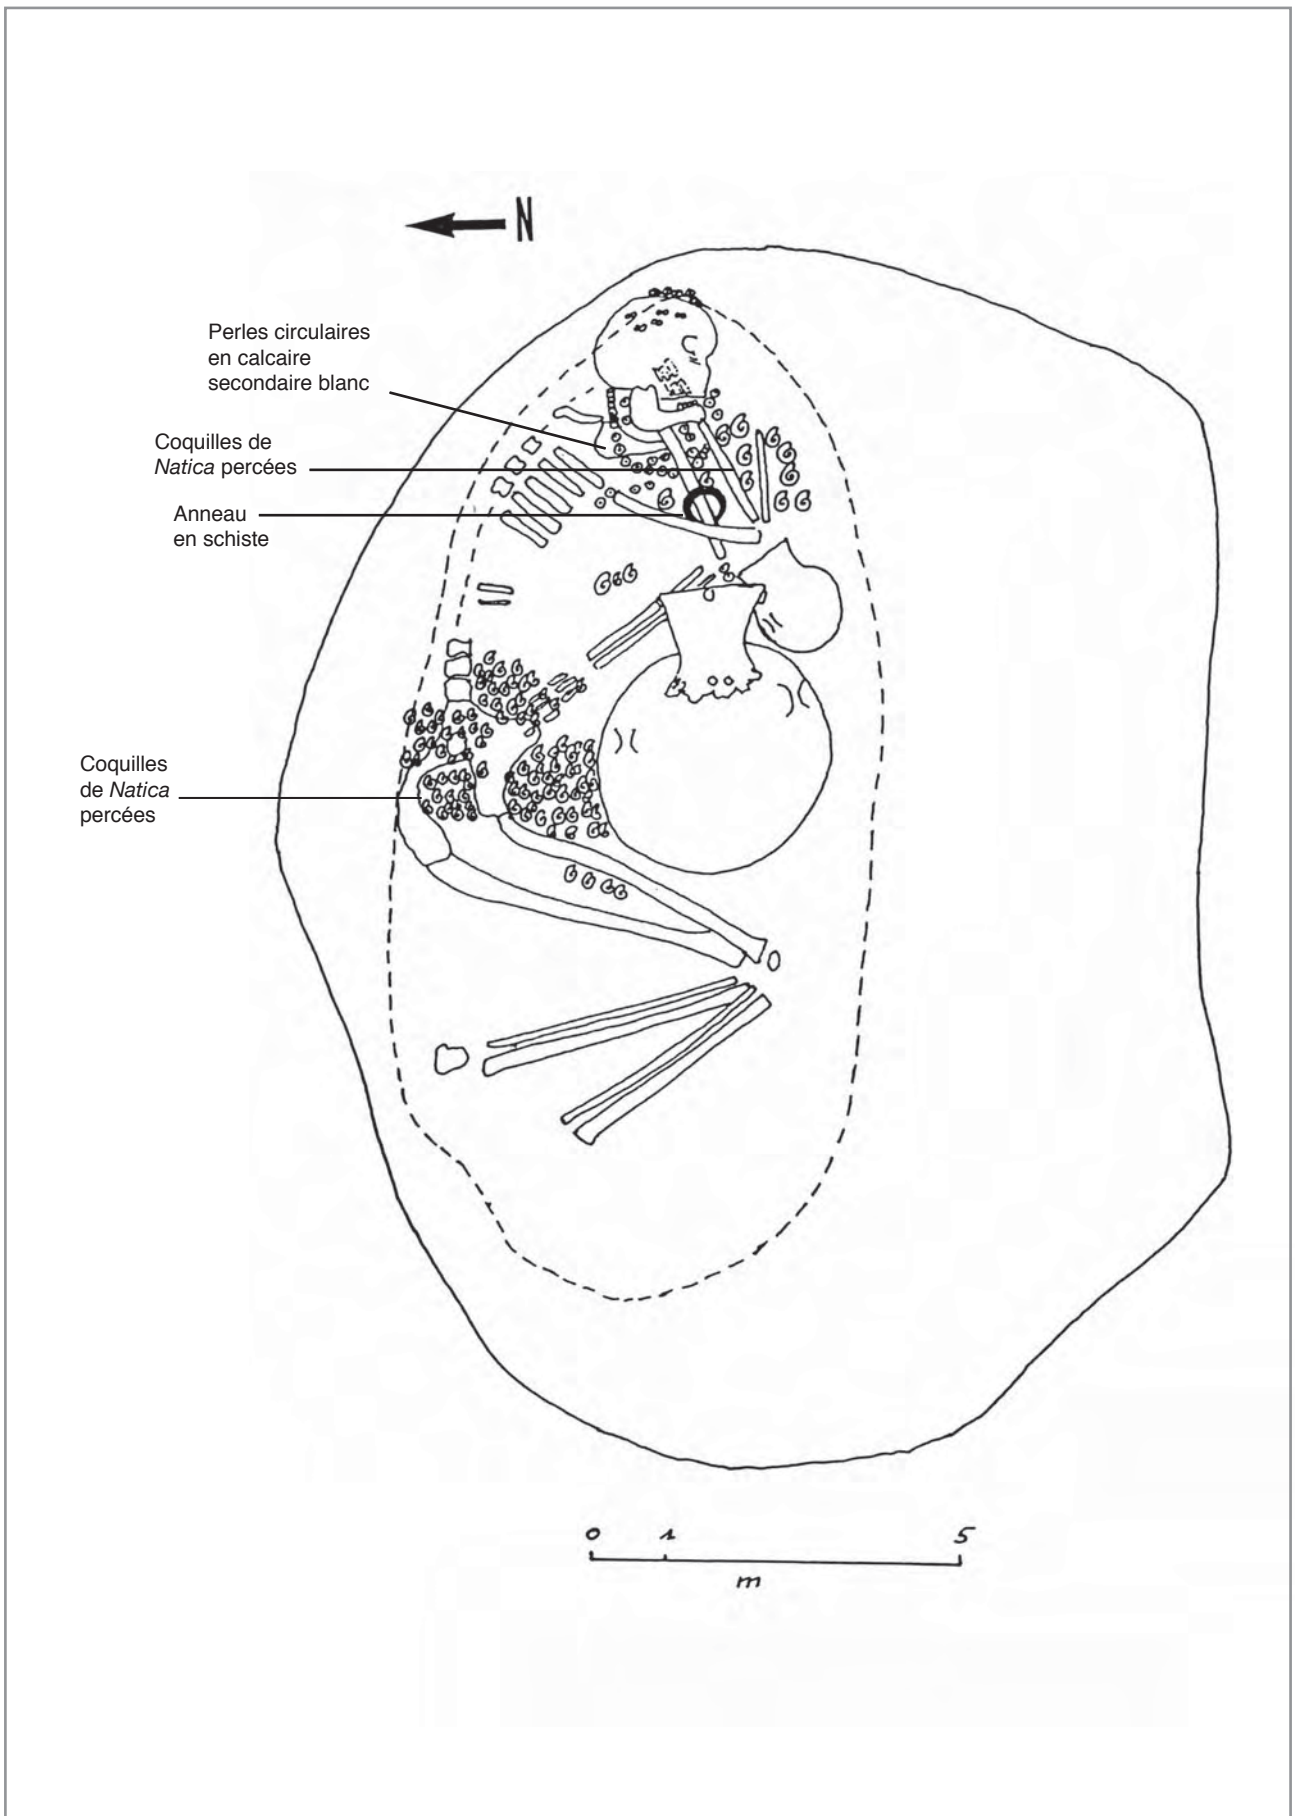 N
Perles circulaires
en calcaire
secondaire blanc
Coquilles de
Natica percées
Anneau
en schiste
Coquilles
de Natica
percées
0 1 5
m